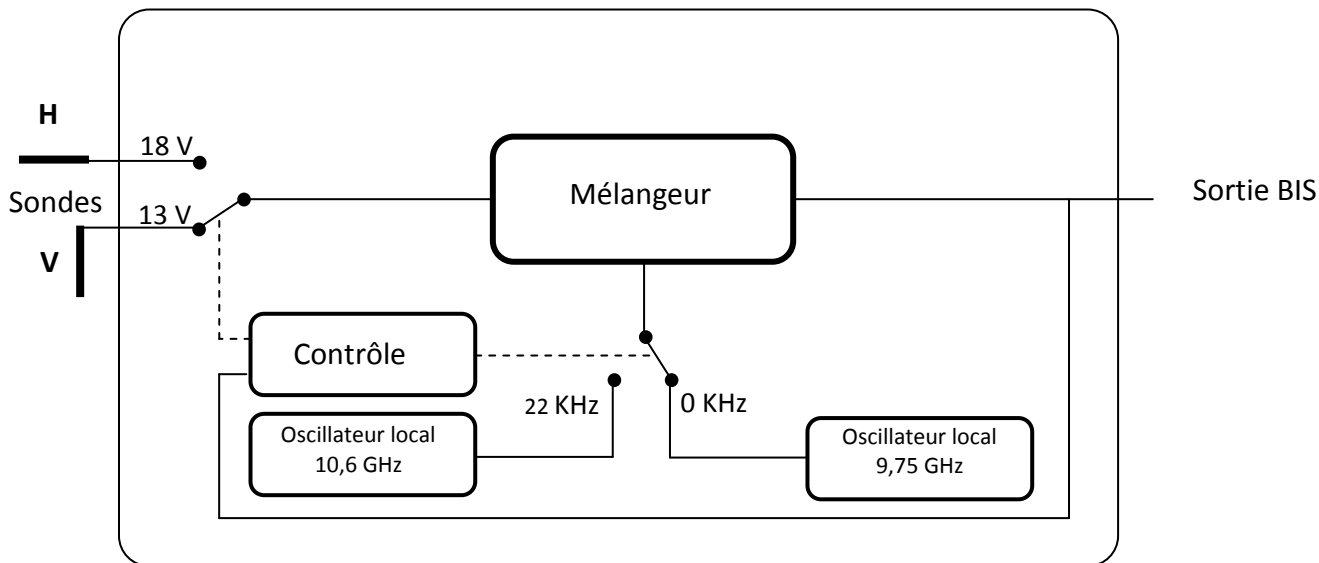 H
18 V
Sondes
13 V
V
Mélangeur
Sortie BIS
Contrôle
22 KHz
0 KHz
Oscillateur local
10,6 GHz
Oscillateur local
9,75 GHz